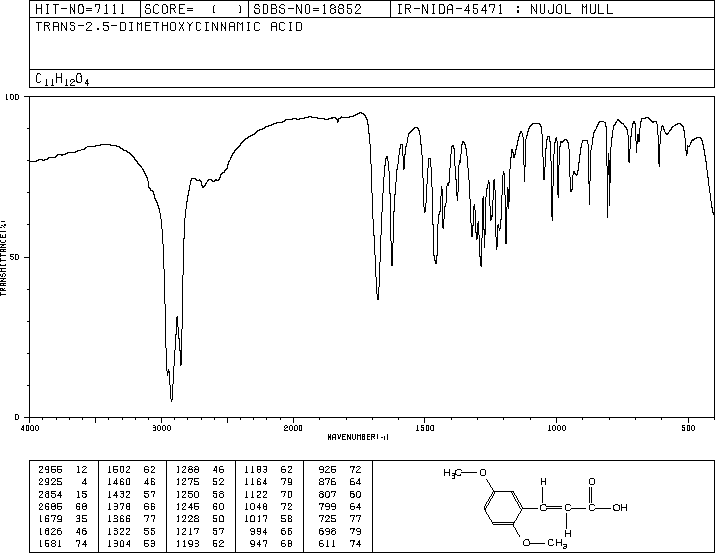 HIT-NO=7111 SCORE= ( ) SDBS-NO=18852 IR-NIDA-45471 : NUJOL MULL
TRANS-2.5-DIMETHOXYCINNAMIC ACID
C11H12O4
100
50
0
TRANSMITTANCE(%)
4000 3000 2000 1500 1000 500
WAVENUMBER(-1)
2955 12 1502 62 1288 46 1183 62 925 72
2925 4 1460 46 1275 52 1164 79 876 64
2854 15 1432 57 1250 58 1122 70 807 60
2685 68 1378 66 1245 60 1048 72 799 64
1679 35 1366 77 1228 50 1017 58 725 77
1626 46 1322 55 1217 57 994 66 698 79
1581 74 1304 53 1193 52 947 68 611 74
H3C O H O
OH
H
O CH3